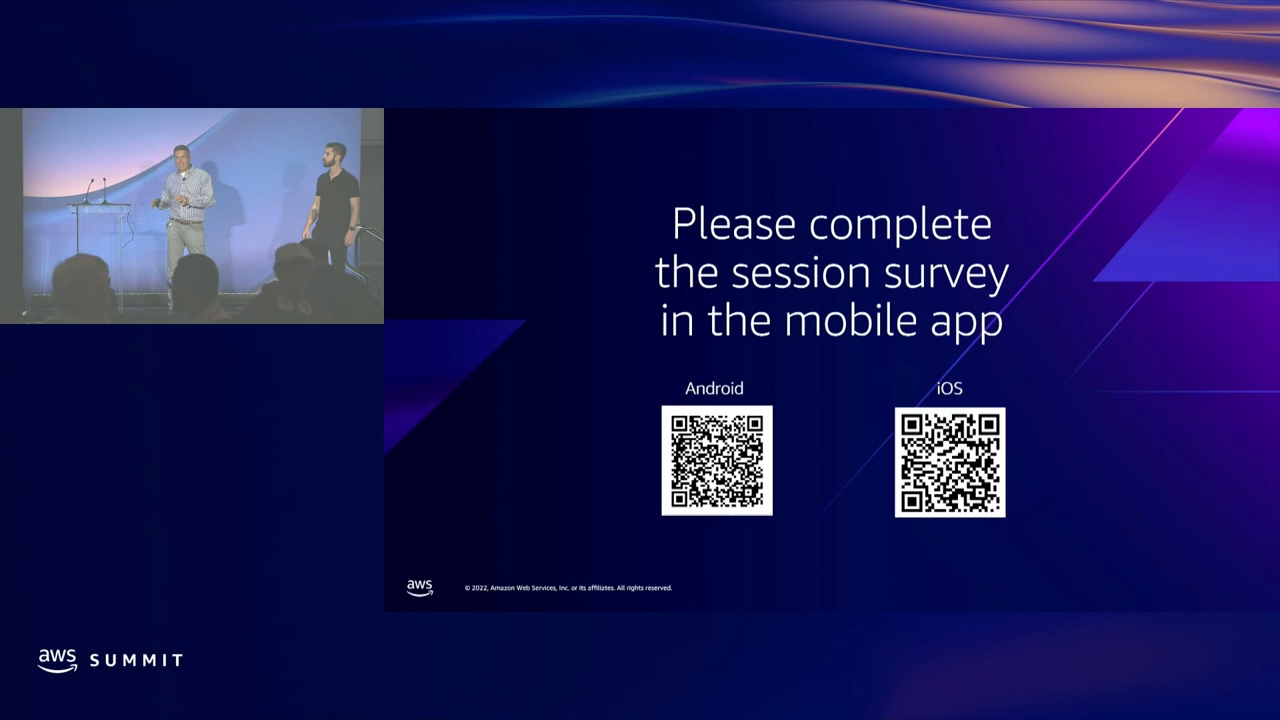 Please complete
the session survey
in the mobile app
Android
iOS
aws
© 2022, Amazon Web Services, Inc. or its affiliates. All rights reserved.
aws SUMMIT